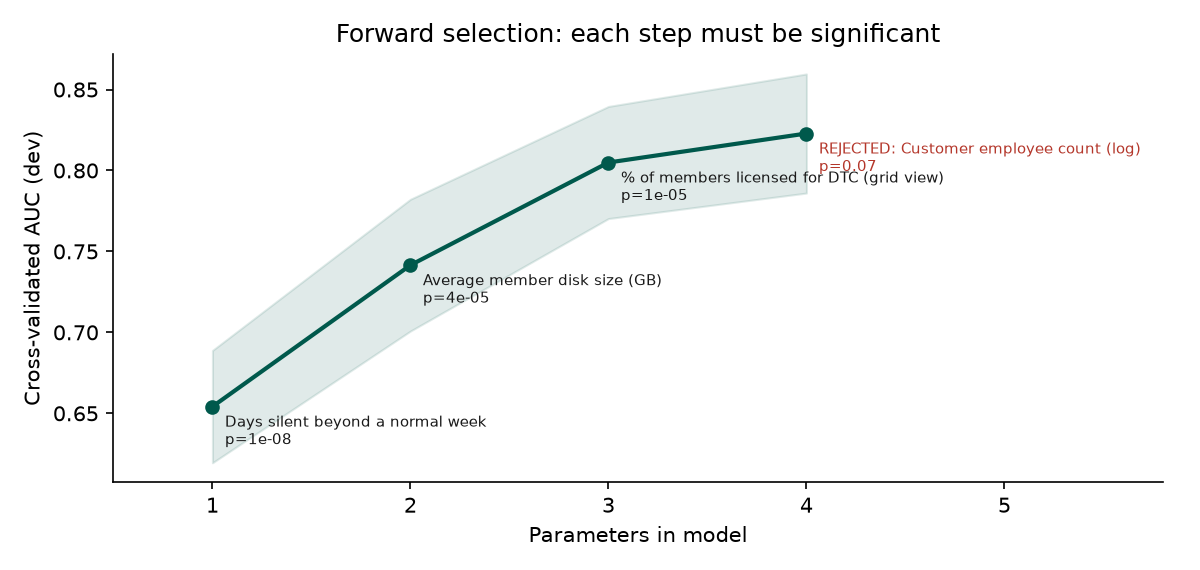 Forward selection: each step must be significant
Cross-validated AUC (dev)
0.85
0.80
0.75
0.70
0.65
REJECTED: Customer employee count (log)
p=0.07
% of members licensed for DTC (grid view)
p=1e-05
Average member disk size (GB)
p=4e-05
Days silent beyond a normal week
p=1e-08
1 2 3 4 5
Parameters in model